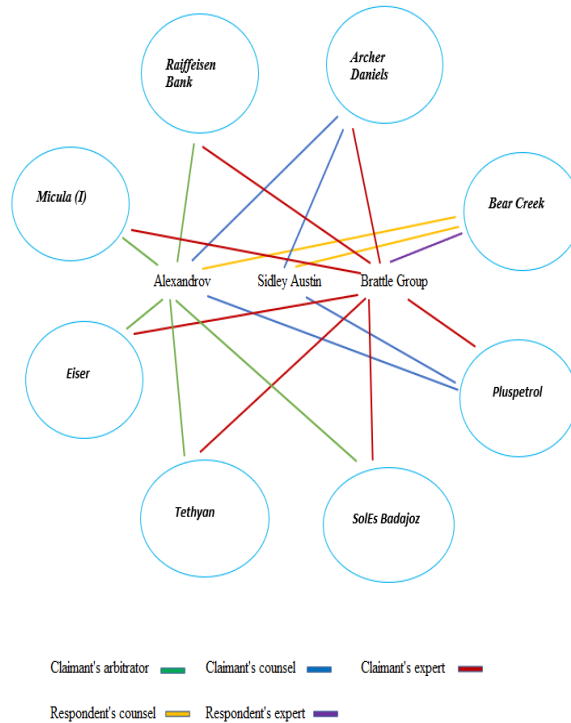 Raiffeisen
Bank
Archer
Daniels
Micula (I)
Bear Creek
Alexandrov
Sidley Austin
Brattle Group
Eiser
Pluspetrol
Tethyan
SolEs Badajoz
Claimant's arbitrator
Claimant's counsel
Claimant's expert
Respondent's counsel
Respondent's expert